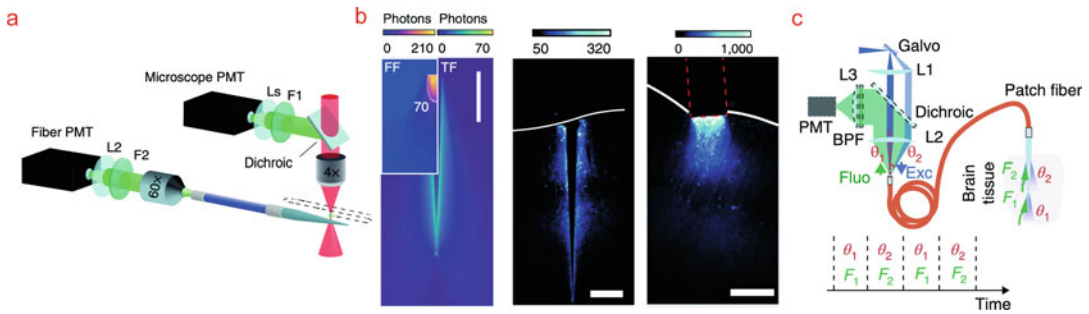 a
Microscope PMT
Ls
F1
Dichroic
4×
Fiber PMT
L2
F2
60×
b
Photons
Photons
0
210
0
70
FF
TF
70
50
320
0
1,000
c
Galvo
L3
L1
Dichroic
Patch fiber
PMT
BPF
L2
θ1
θ2
Fluo
Exc
Brain
tissue
F2
θ2
F1
θ1
θ1 θ2 θ1 θ2
F1 F2 F1 F2
Time